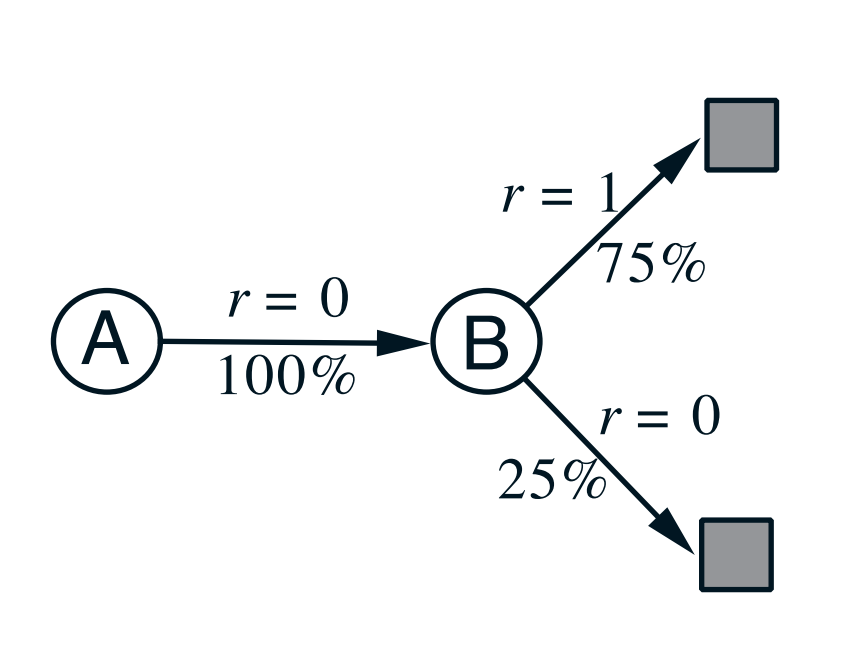 r = 1
75%
r = 0
A
B
100%
r = 0
25%